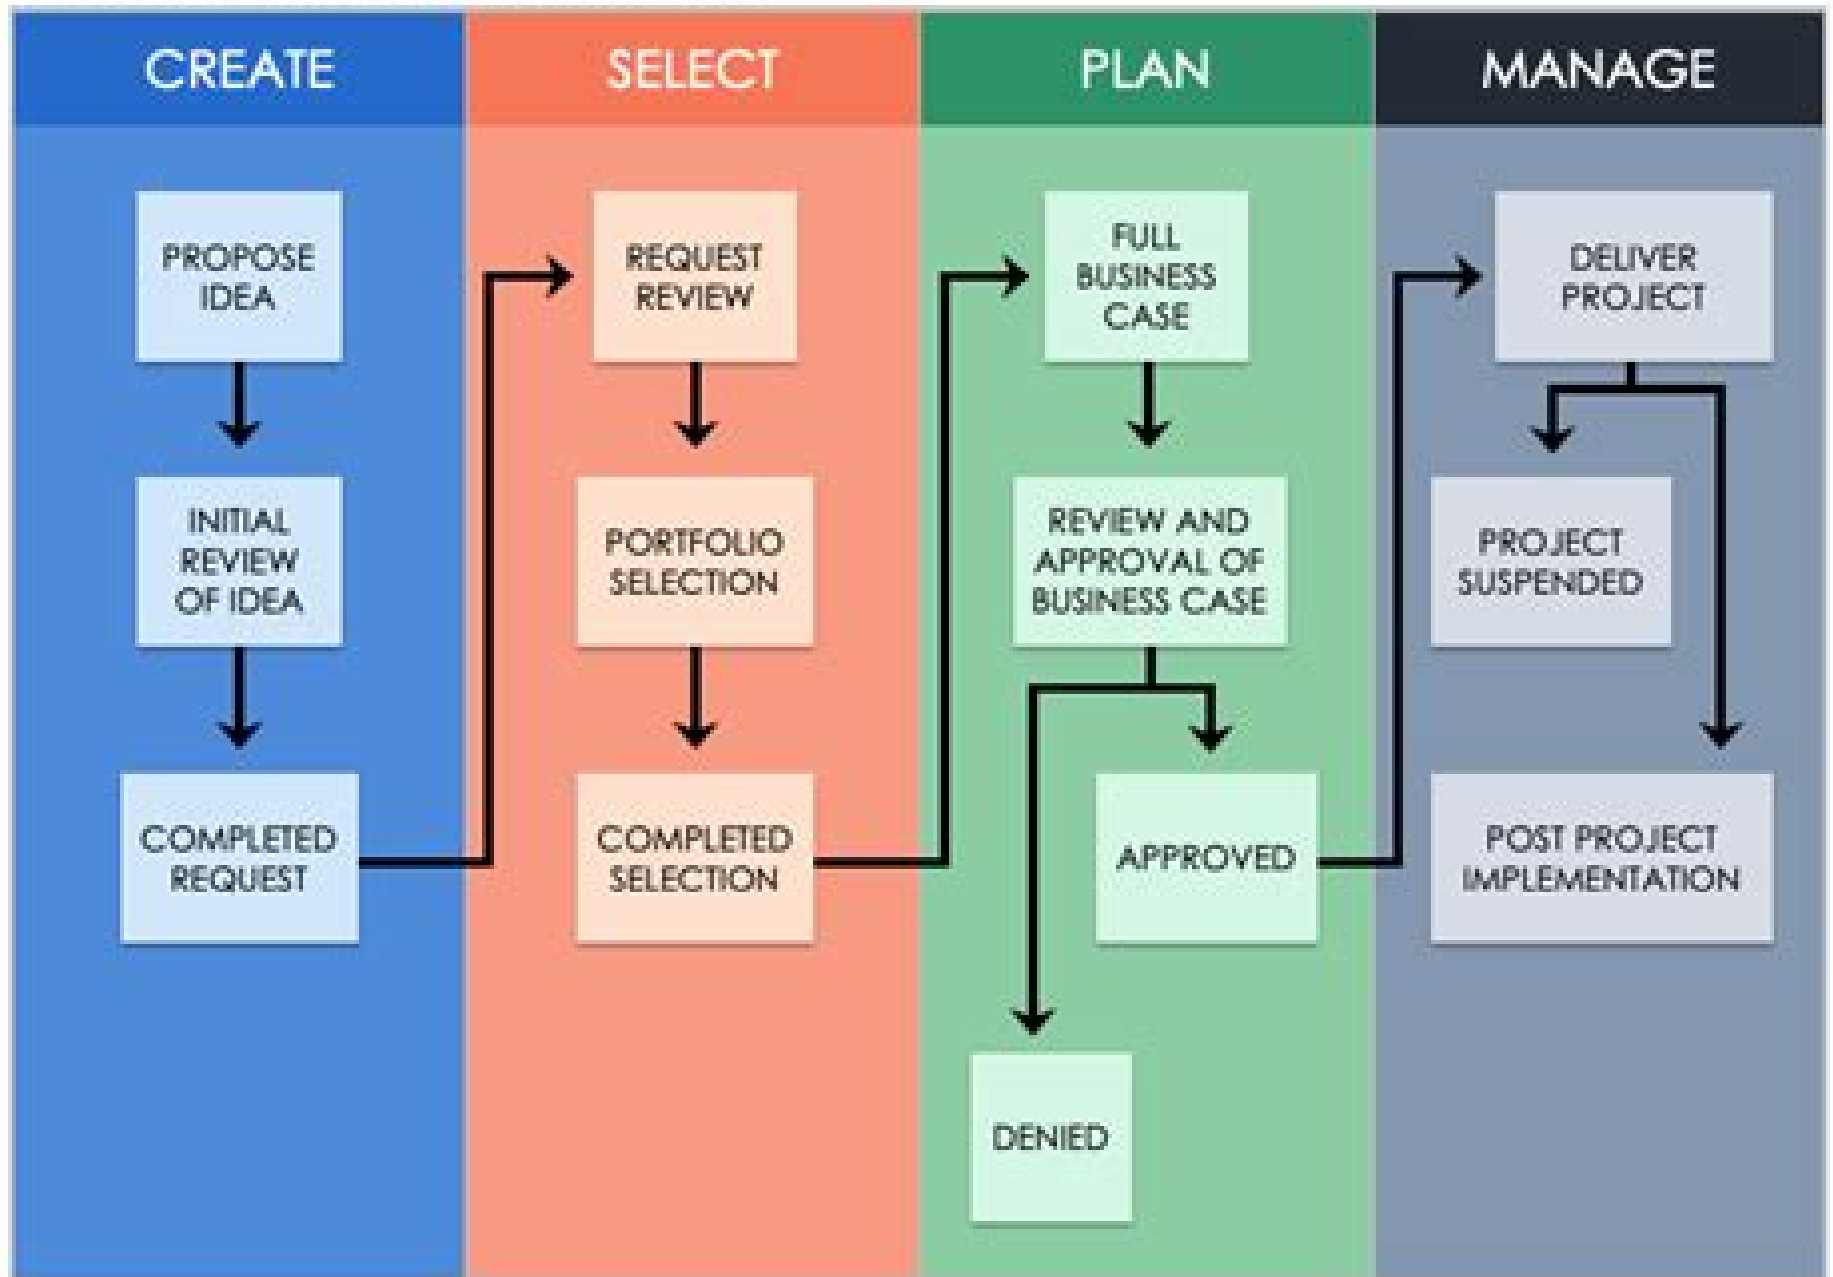 CREATE
PROPOSE
IDEA
INITIAL
REVIEW
OF IDEA
COMPLETED
REQUEST
SELECT
REQUEST
REVIEW
PORTFOLIO
SELECTION
COMPLETED
SELECTION
PLAN
FULL
BUSINESS
CASE
REVIEW AND
APPROVAL OF
BUSINESS CASE
APPROVED
DENIED
MANAGE
DELIVER
PROJECT
PROJECT
SUSPENDED
POST PROJECT
IMPLEMENTATION